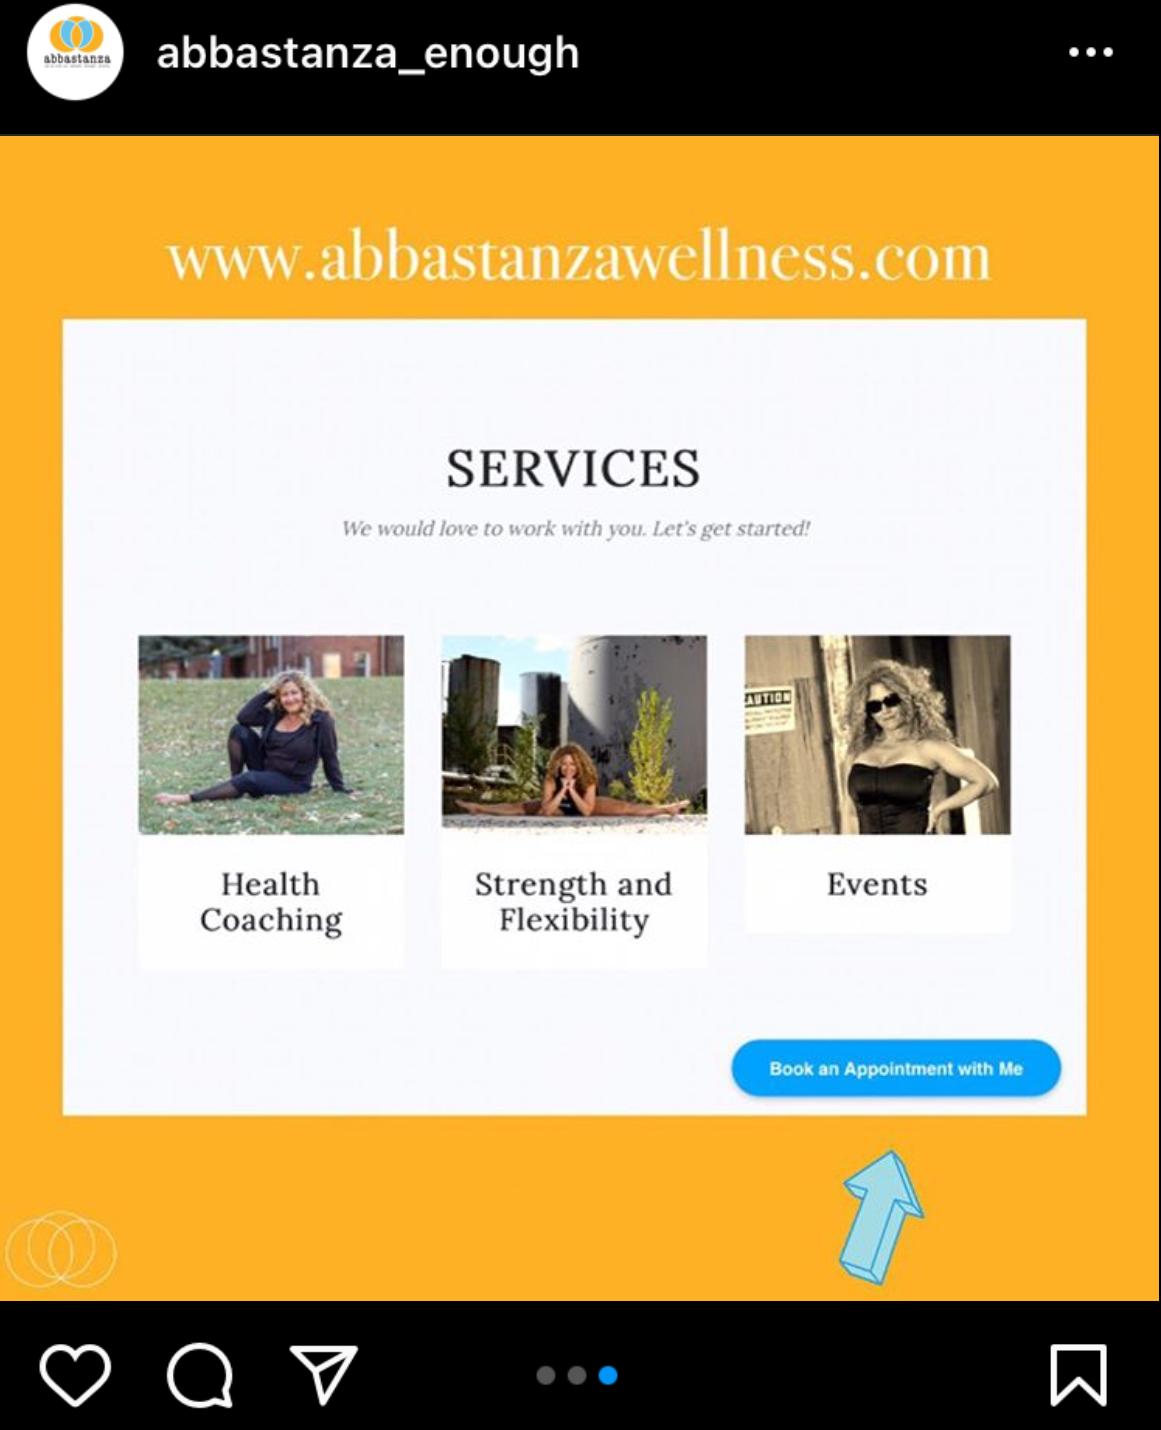 abbastanza
abbastanza_enough
www.abbastanzawellness.com
SERVICES
We would love to work with you. Let's get started!
AUTION
Health
Coaching
Strength and
Flexibility
Events
Book an Appointment with Me